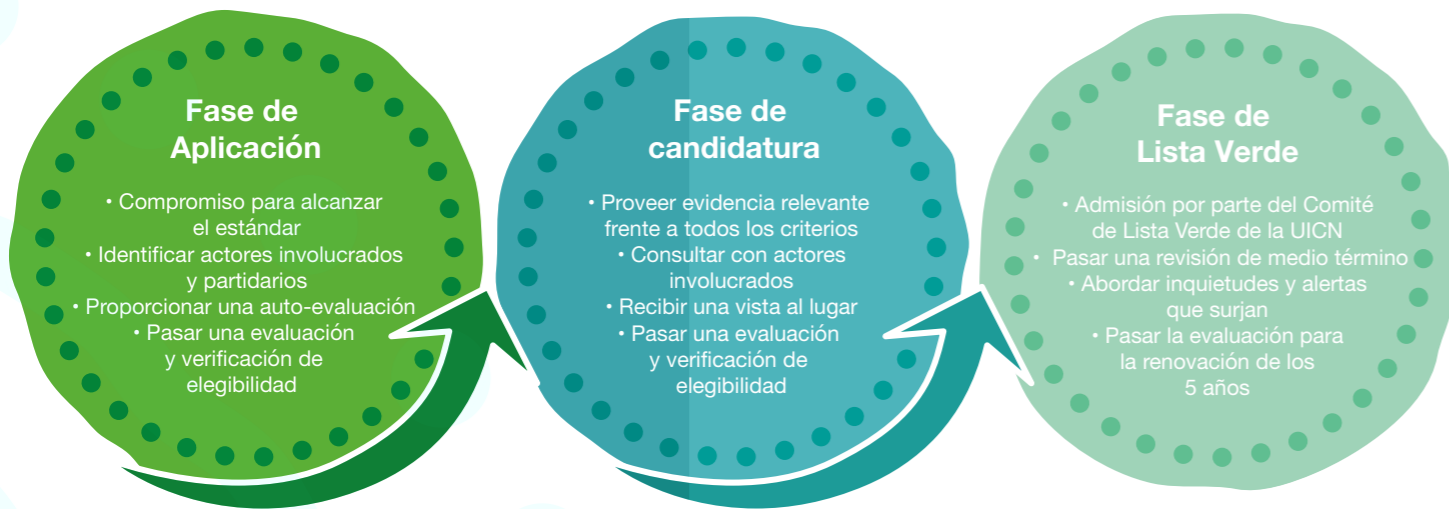 Fase de
Aplicación
• Compromiso para alcanzar
el estándar
• Identificar actores involucrados
y partidarios
• Proporcionar una auto-evaluación
• Pasar una evaluación
y verificación de
elegibilidad
Fase de
candidatura
• Proveer evidencia relevante
frente a todos los criterios
• Consultar con actores
involucrados
• Recibir una vista al lugar
• Pasar una evaluación
y verificación de
elegibilidad
Fase de
Lista Verde
• Admisión por parte del Comité
de Lista Verde de la UICN
• Pasar una revisión de medio término
• Abordar inquietudes y alertas
que surjan
• Pasar la evaluación para
la renovación de los
5 años